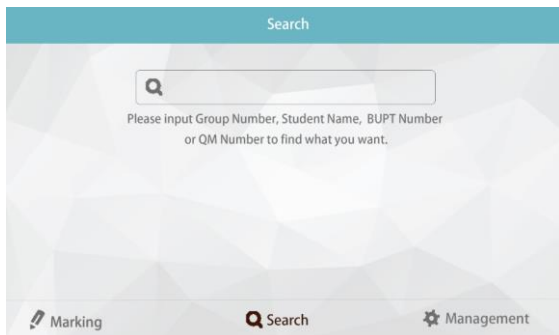 Search
Please input Group Number, Student Name, BUPT Number
or QM Number to find what you want.
Marking
Search
Management